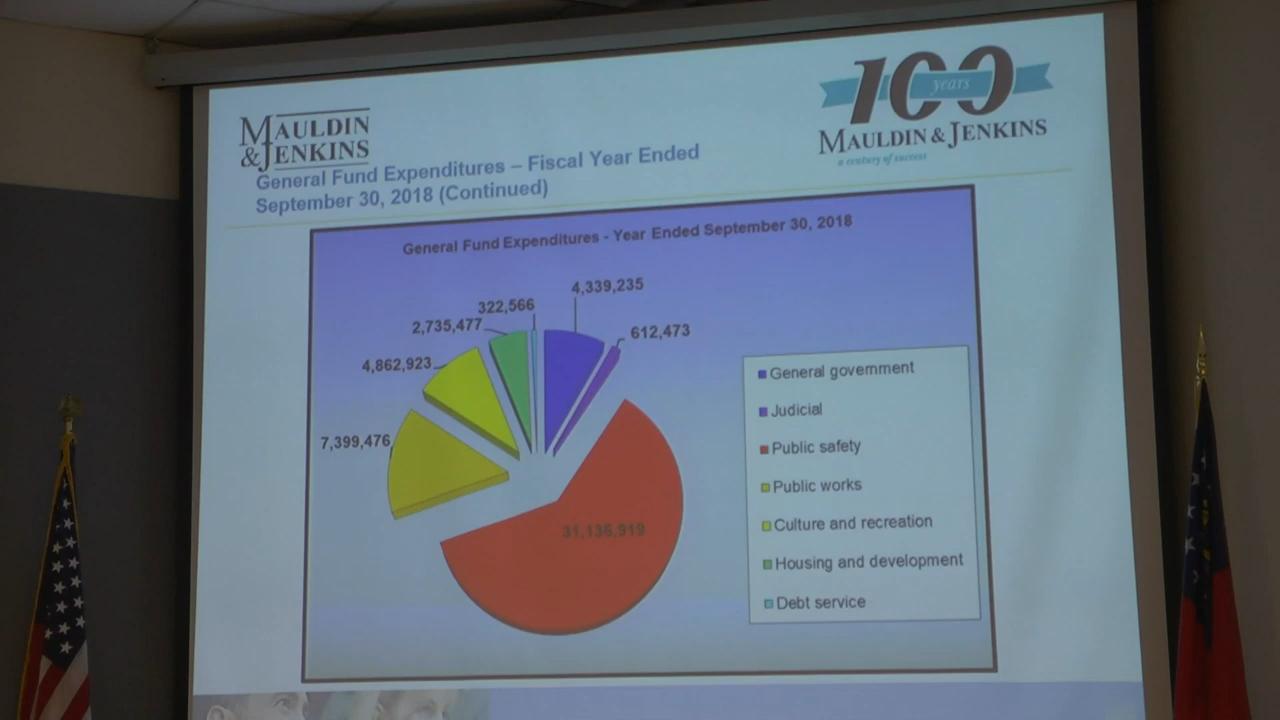 MAULDIN
& JENKINS
100
years
MAULDIN & JENKINS
a century of success
General Fund Expenditures – Fiscal Year Ended
September 30, 2018 (Continued)
General Fund Expenditures - Year Ended September 30, 2018
4,339,235
322,566
2,735,477
612,473
4,862,923
7,399,476
31,136,919
General government
Judicial
Public safety
Public works
Culture and recreation
Housing and development
Debt service